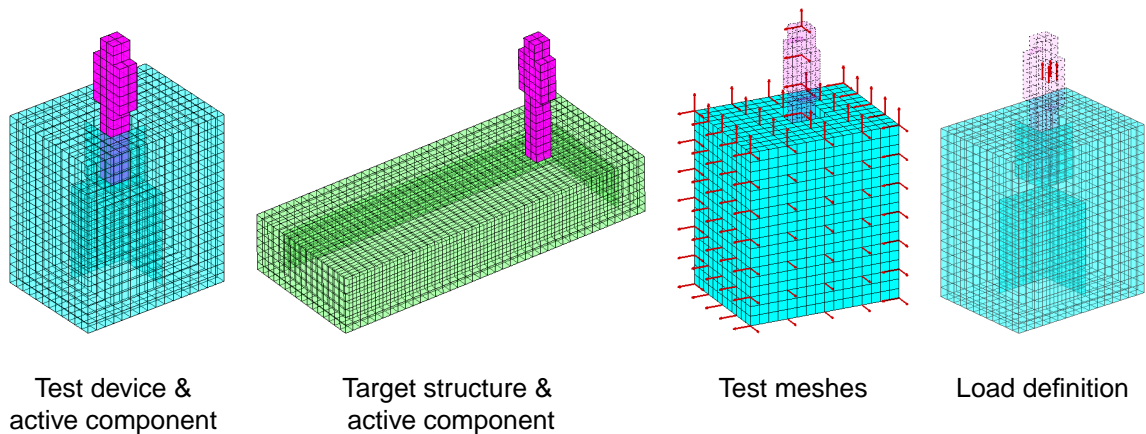 Test device &
active component
Target structure &
active component
Test meshes
Load definition